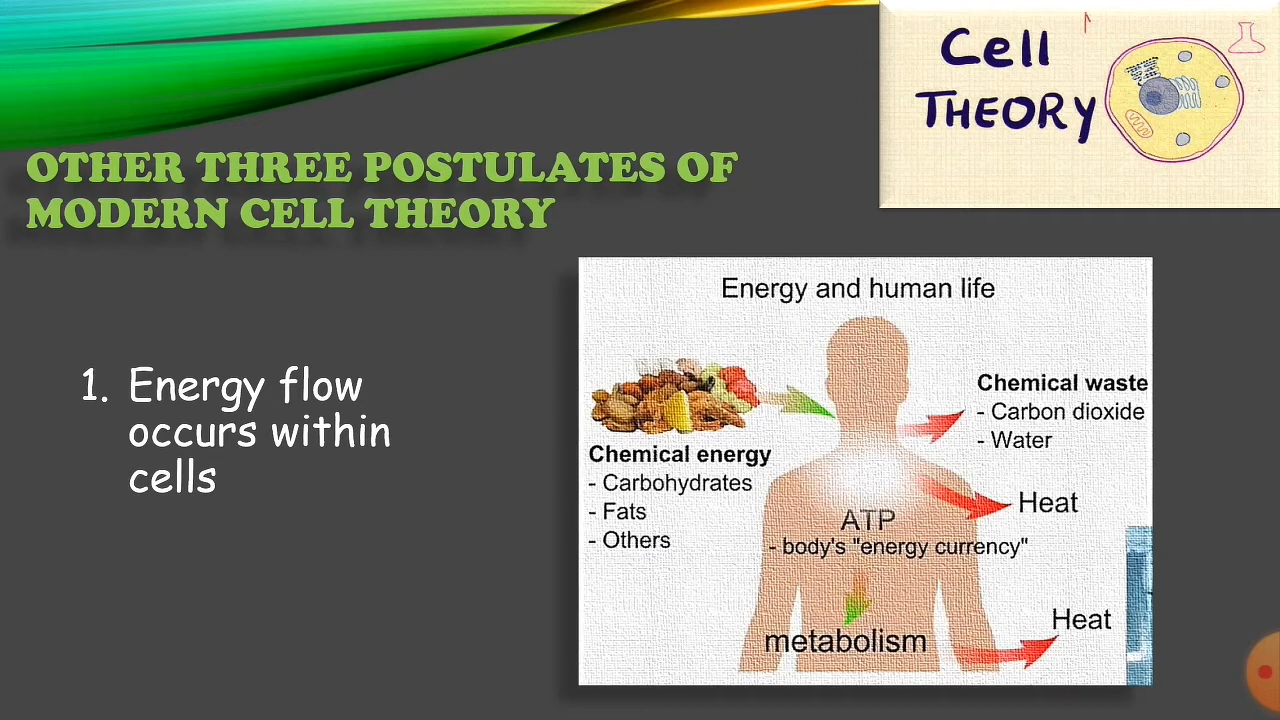 Cell
THEORY
OTHER THREE POSTULATES OF
MODERN CELL THEORY
1. Energy flow
occurs within
cells
Energy and human life
Chemical energy
- Carbohydrates
- Fats
- Others
Chemical waste
- Carbon dioxide
- Water
Heat
ATP
- body's "energy currency"
metabolism
Heat